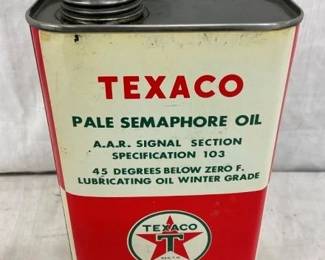 TEXACO
PALE SEMAPHORE OIL
A.A.R. SIGNAL SECTION
SPECIFICATION 103
45 DEGREES BELOW ZERO F.
LUBRICATING OIL WINTER GRADE
TEXACO
T